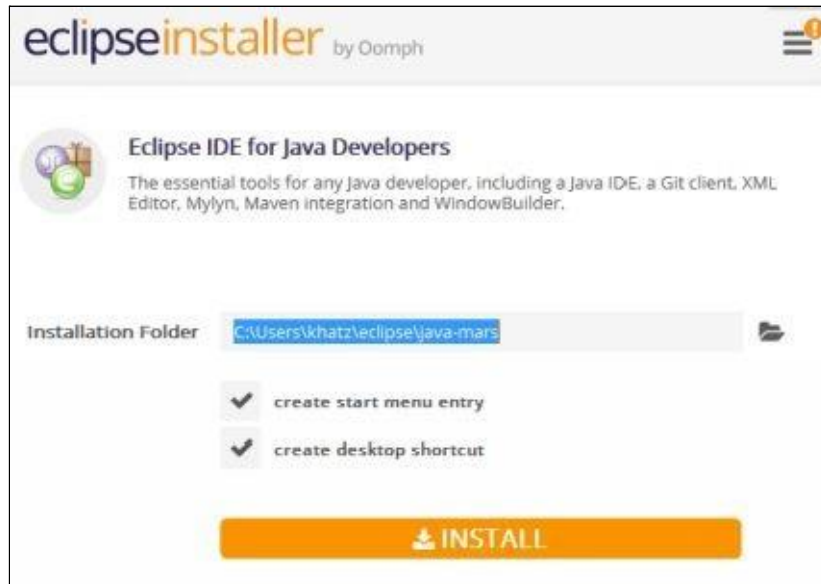 eclipseinstaller by Oomph
Eclipse IDE for Java Developers
The essential tools for any Java developer, including a Java IDE, a Git client, XML
Editor, Mylyn, Maven integration and WindowBuilder.
Installation Folder C:\Users\khatz\eclipse\java-mars
create start menu entry
create desktop shortcut
INSTALL